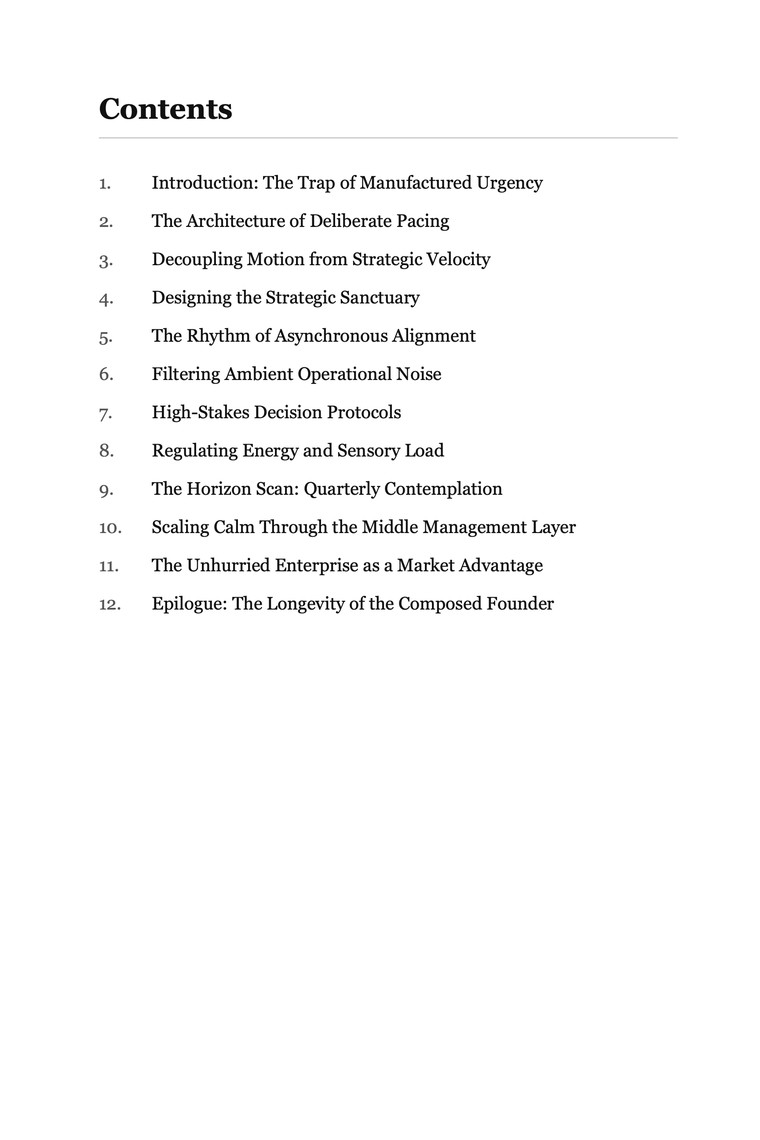 Contents
1. Introduction: The Trap of Manufactured Urgency
2. The Architecture of Deliberate Pacing
3. Decoupling Motion from Strategic Velocity
4. Designing the Strategic Sanctuary
5. The Rhythm of Asynchronous Alignment
6. Filtering Ambient Operational Noise
7. High-Stakes Decision Protocols
8. Regulating Energy and Sensory Load
9. The Horizon Scan: Quarterly Contemplation
10. Scaling Calm Through the Middle Management Layer
11. The Unhurried Enterprise as a Market Advantage
12. Epilogue: The Longevity of the Composed Founder